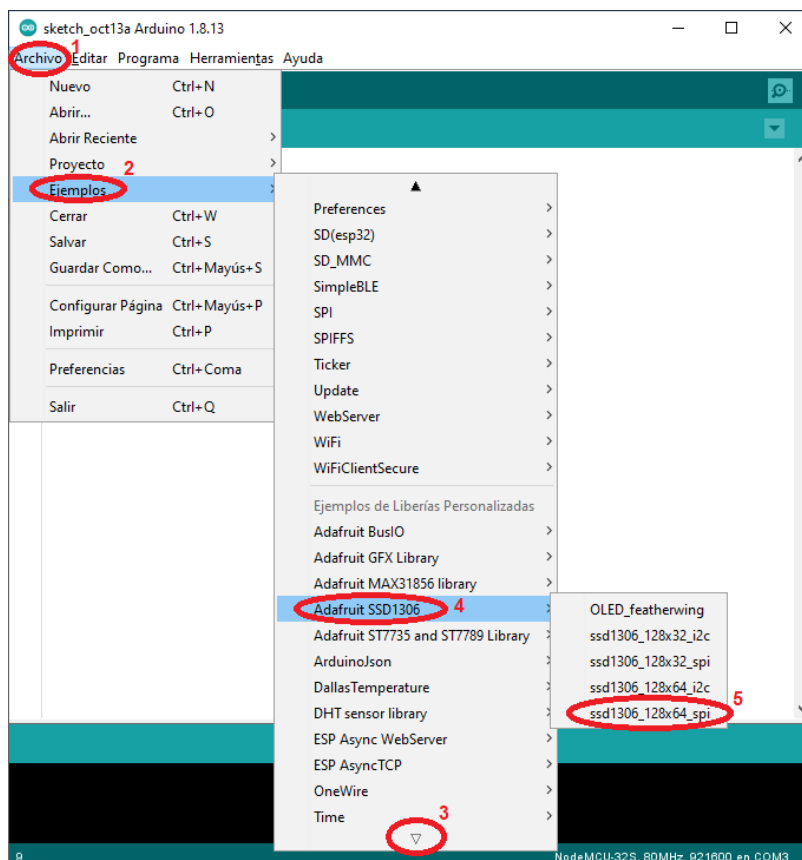 sketch_oct13a Arduino 1.8.13
1
Archivo Editar Programa Herramientas Ayuda
Nuevo Ctrl+N
Abrir... Ctrl+O
Abrir Reciente
Proyecto
2
Ejemplos
Cerrar Ctrl+W
Salvar Ctrl+S
Guardar Como... Ctrl+Mayús+S
Configurar Página Ctrl+Mayús+P
Imprimir Ctrl+P
Preferencias Ctrl+Coma
Salir Ctrl+Q
Preferences
SD(esp32)
SD_MMC
SimpleBLE
SPI
SPIFFS
Ticker
Update
WebServer
WiFi
WiFiClientSecure
Ejemplos de Liberías Personalizadas
Adafruit BusIO
Adafruit GFX Library
Adafruit MAX31856 library
Adafruit SSD1306 4
Adafruit ST7735 and ST7789 Library
ArduinoJson
DallasTemperature
DHT sensor library
ESP Async WebServer
ESP AsyncTCP
OneWire
Time
3
OLED_featherwing
ssd1306_128x32_i2c
ssd1306_128x32_spi
ssd1306_128x64_i2c
ssd1306_128x64_spi 5
9 NodeMCU-32S, 80MHz, 921600 en COM3